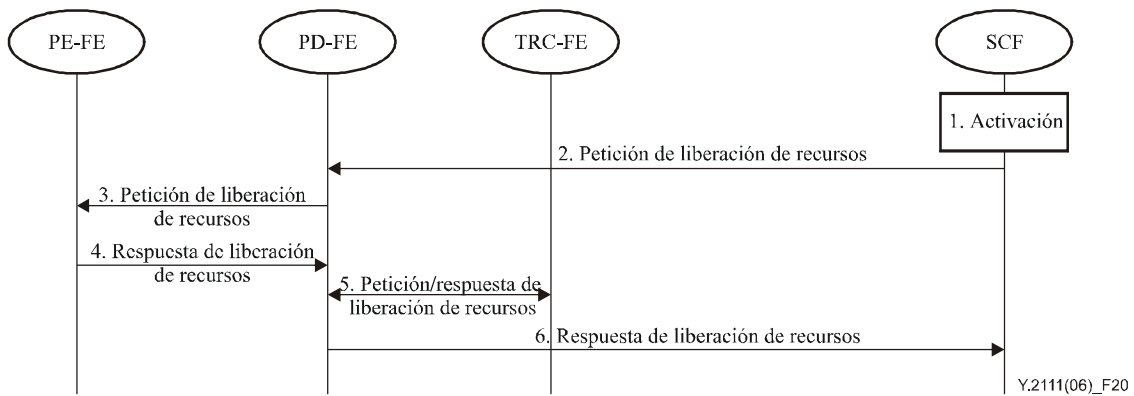 PE-FE
PD-FE
TRC-FE
SCF
1. Activación
2. Petición de liberación de recursos
3. Petición de liberación
de recursos
4. Respuesta de liberación
de recursos
5. Petición/respuesta de
liberación de recursos
6. Respuesta de liberación de recursos
Y.2111(06)_F20